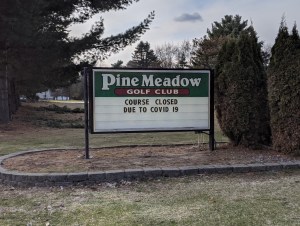 Pine Meadow
GOLF CLUB
COURSE CLOSED
DUE TO COVID 19